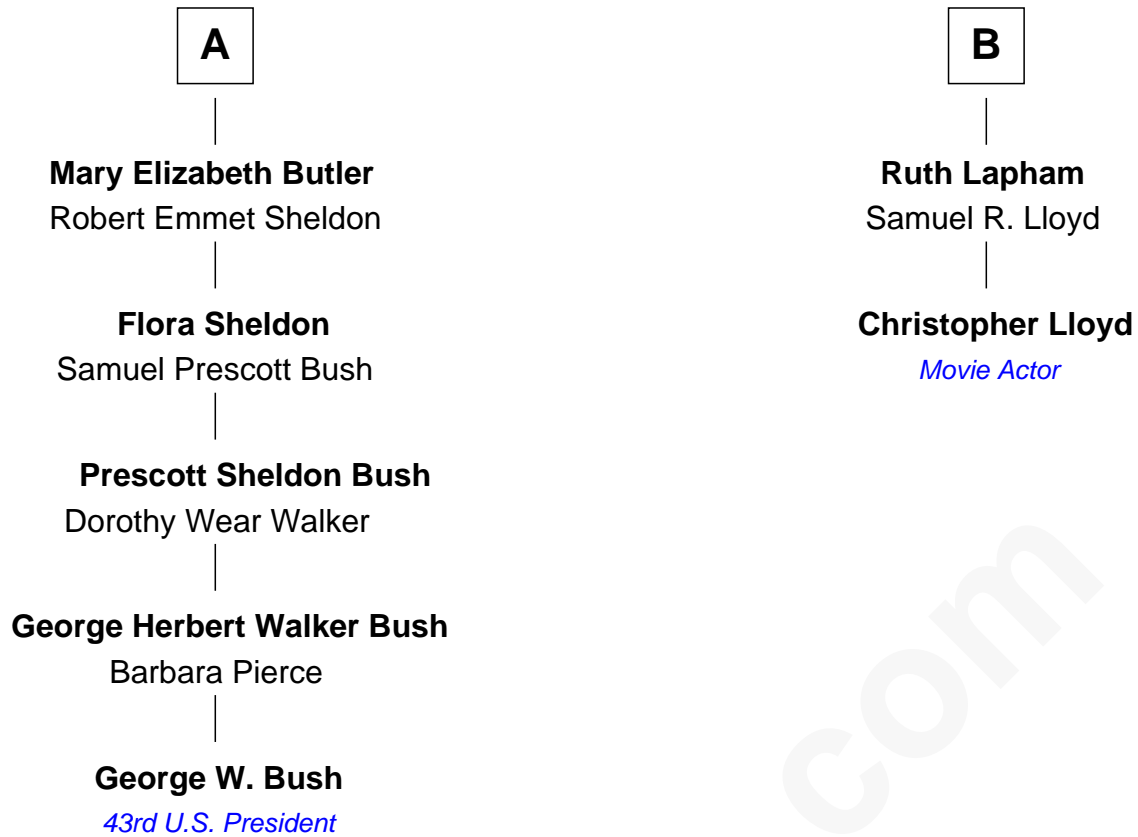 A
Mary Elizabeth Butler
Robert Emmet Sheldon
Flora Sheldon
Samuel Prescott Bush
Prescott Sheldon Bush
Dorothy Wear Walker
George Herbert Walker Bush
Barbara Pierce
George W. Bush
43rd U.S. President
B
Ruth Lapham
Samuel R. Lloyd
Christopher Lloyd
Movie Actor
com